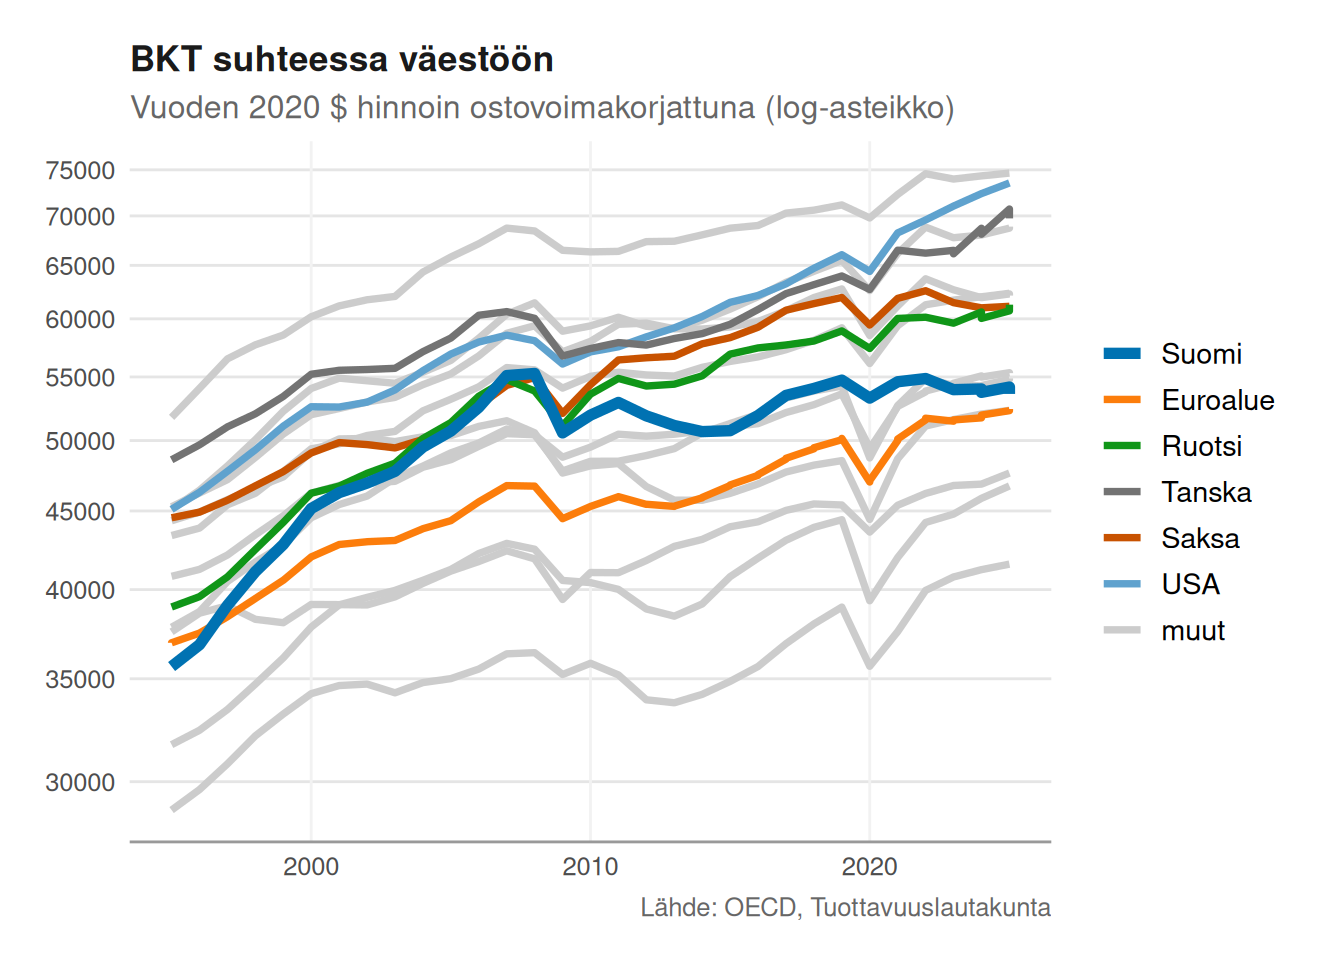 BKT suhteessa väestöön
Vuoden 2020 $ hinnoin ostovoimakorjattuna (log-asteikko)
75000
70000
65000
60000
55000
50000
45000
40000
35000
30000
2000 2010 2020
Suomi
Euroalue
Ruotsi
Tanska
Saksa
USA
muut
Lähde: OECD, Tuottavuuslautakunta